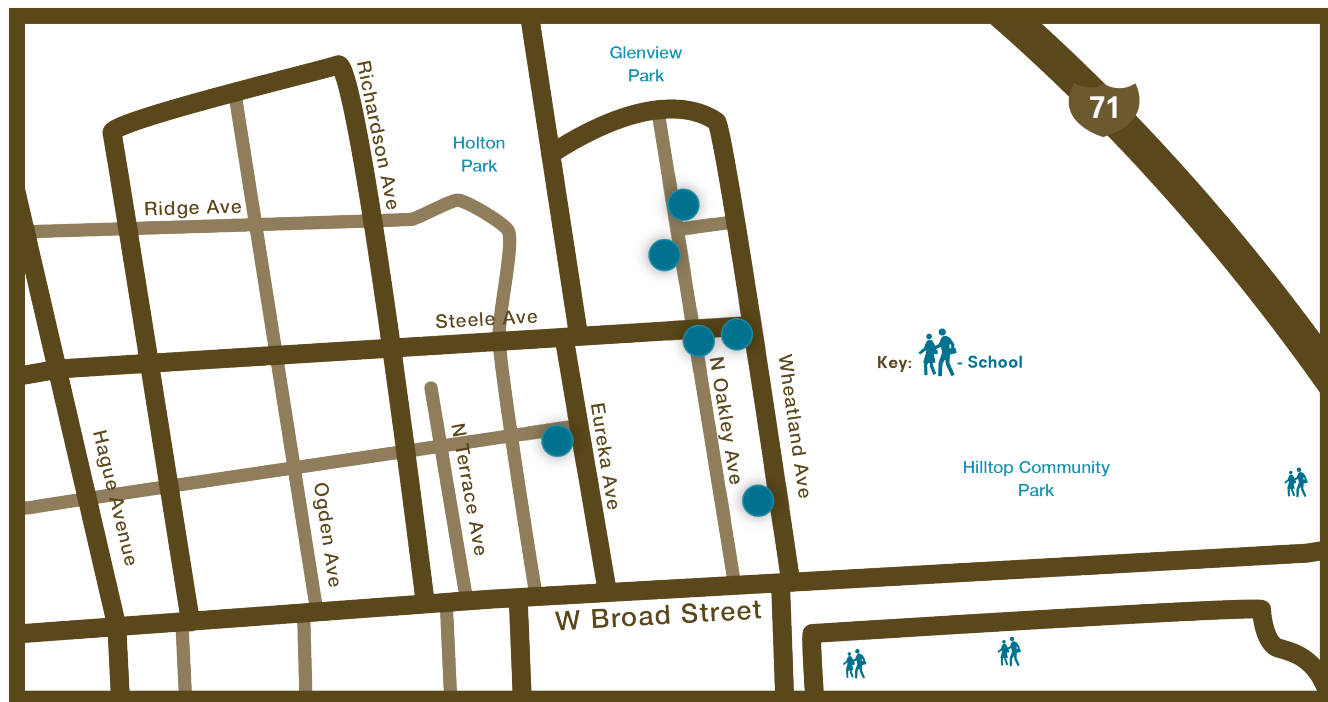 Glenview
Park
71
Richardson Ave
Holton
Park
Ridge Ave
Steele Ave
Key:
- School
N Oakley Ave
Wheatland Ave
Eureka Ave
N Terrace Ave
Hague Avenue
Ogden Ave
Hilltop Community
Park
W Broad Street